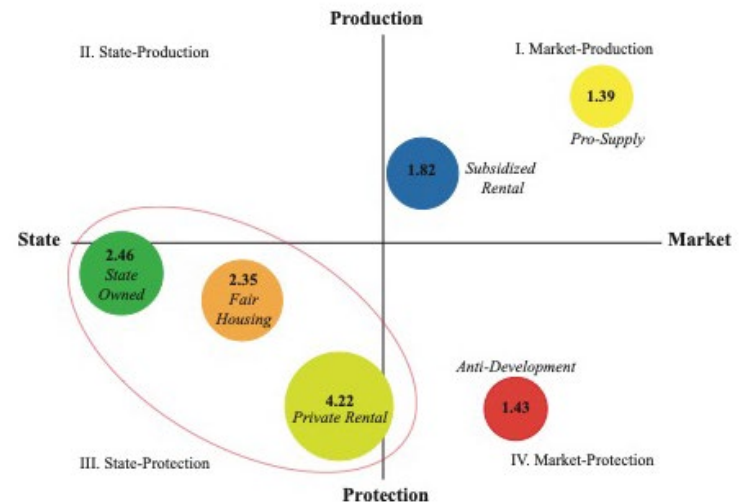 Production
II. State-Production
I. Market-Production
1.39
Pro-Supply
1.82
Subsidized
Rental
State
Market
2.46
State
Owned
2.35
Fair
Housing
Anti-Development
4.22
Private Rental
1.43
III. State-Protection
IV. Market-Protection
Protection